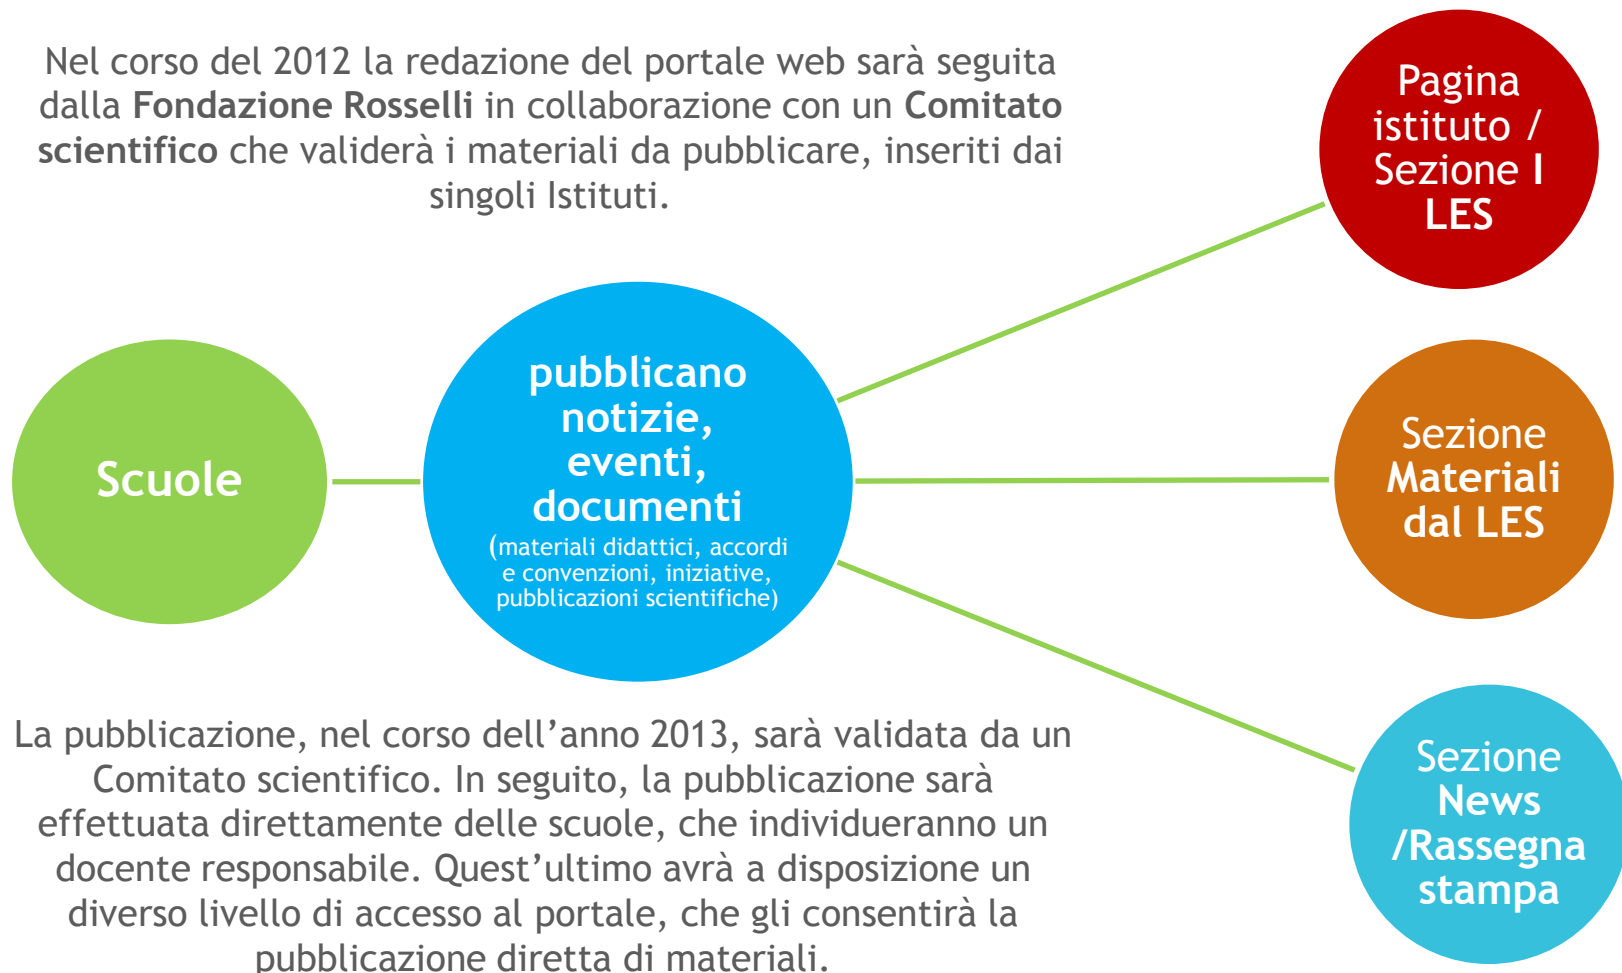 Nel corso del 2012 la redazione del portale web sarà seguita
dalla Fondazione Rosselli in collaborazione con un Comitato
scientifico che validerà i materiali da pubblicare, inseriti dai
singoli Istituti.
Scuole
pubblicano
notizie,
eventi,
documenti
(materiali didattici, accordi
e convenzioni, iniziative,
pubblicazioni scientifiche)
Pagina
istituto /
Sezione I
LES
Sezione
Materiali
dal LES
Sezione
News
/Rassegna
stampa
La pubblicazione, nel corso dell’anno 2013, sarà validata da un
Comitato scientifico. In seguito, la pubblicazione sarà
effettuata direttamente delle scuole, che individueranno un
docente responsabile. Quest’ultimo avrà a disposizione un
diverso livello di accesso al portale, che gli consentirà la
pubblicazione diretta di materiali.